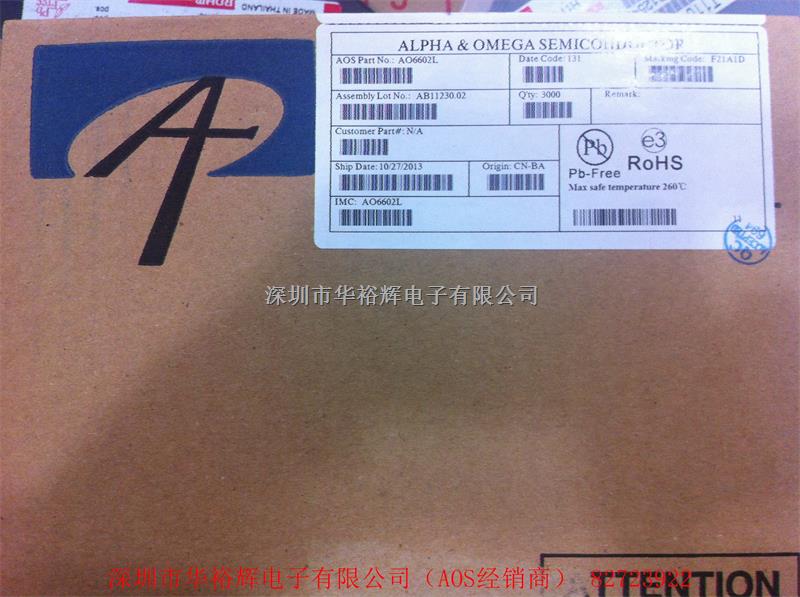 MADE IN THAILAND
ALPHA & OMEGA SEMICONDUCTOR
AOS Part No.: AO6602L
Date Code: 131
Marking Code: F21A1D
Assembly Lot No.: AB11230.02
Q'ty: 3000
Remark:
Customer Part#: N/A
Ship Date: 10/27/2013
Origin: CN-BA
IMC: AO6602L
Pb
e3
Pb-Free
RoHS
Max safe temperature 260℃
QC
深圳市华裕辉电子有限公司
深圳市华裕辉电子有限公司（AOS经销商）
ATTENTION